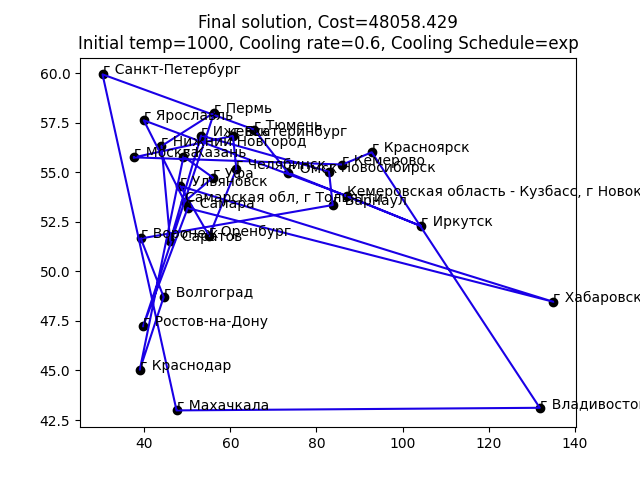 Final solution, Cost=48058.429
Initial temp=1000, Cooling rate=0.6, Cooling Schedule=exp
60.0
57.5
55.0
52.5
50.0
47.5
45.0
42.5
г Санкт-Петербург
г Пермь
г Ярославль
г Тюмень
г Ижевск
г Екатеринбург
г Нижний Новгород
г Москва
г Казань
г Красноярск
г Кемерово
г Челябинск
г Омск
г Новосибирск
г Уфа
г Ульяновск
Кемеровская область - Кузбасс, г Новок
Самарская обл, г Тольятти
г Самара
г Барнаул
г Иркутск
г Воронеж
г Саратов
г Оренбург
г Волгоград
г Хабаровск
г Ростов-на-Дону
г Краснодар
г Махачкала
г Владивосток
40
60
80
100
120
140